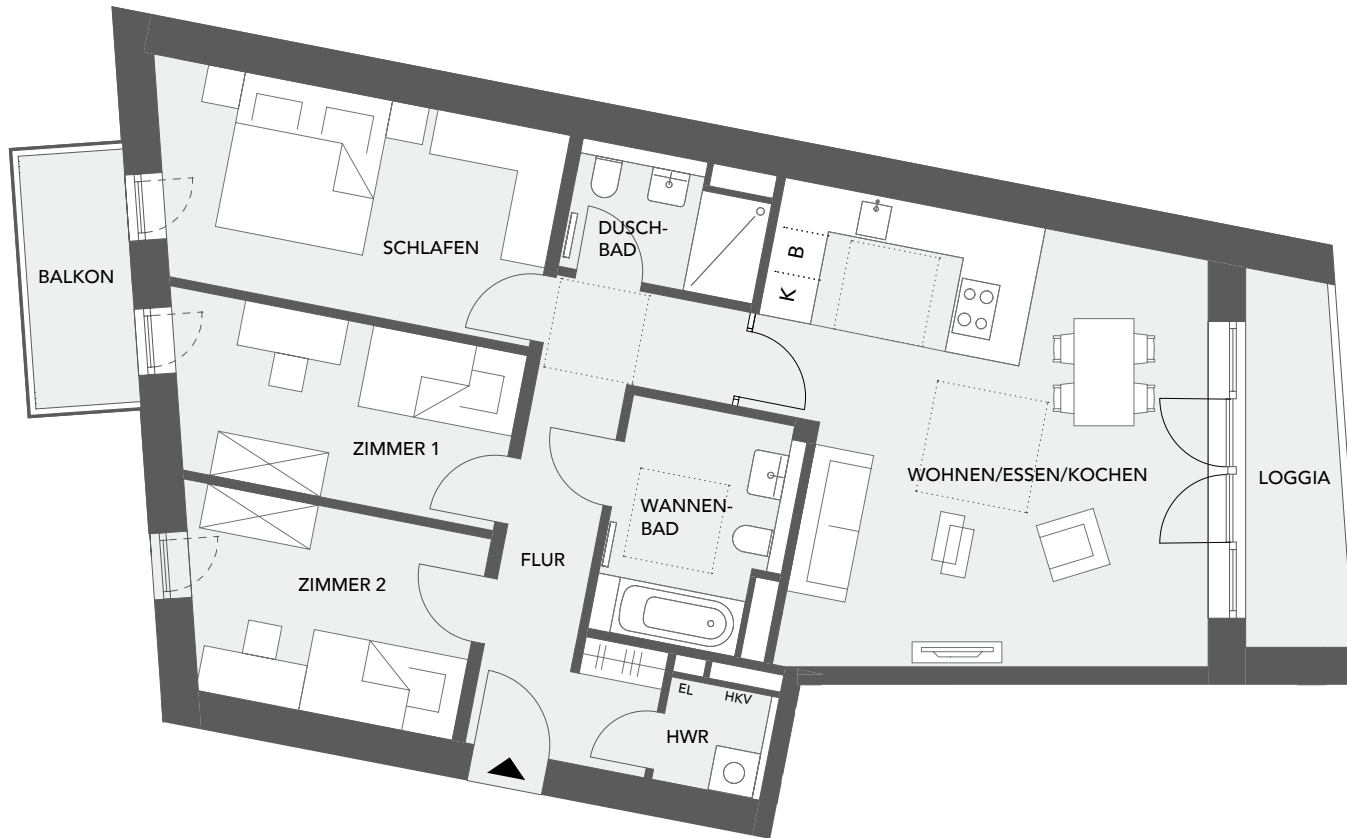 SCHLAFEN
DUSCH-
BAD
B
K
BALKON
ZIMMER 1
WOHNEN/ESSEN/KOCHEN
LOGGIA
WANNEN-
BAD
FLUR
ZIMMER 2
EL
HKV
HWR